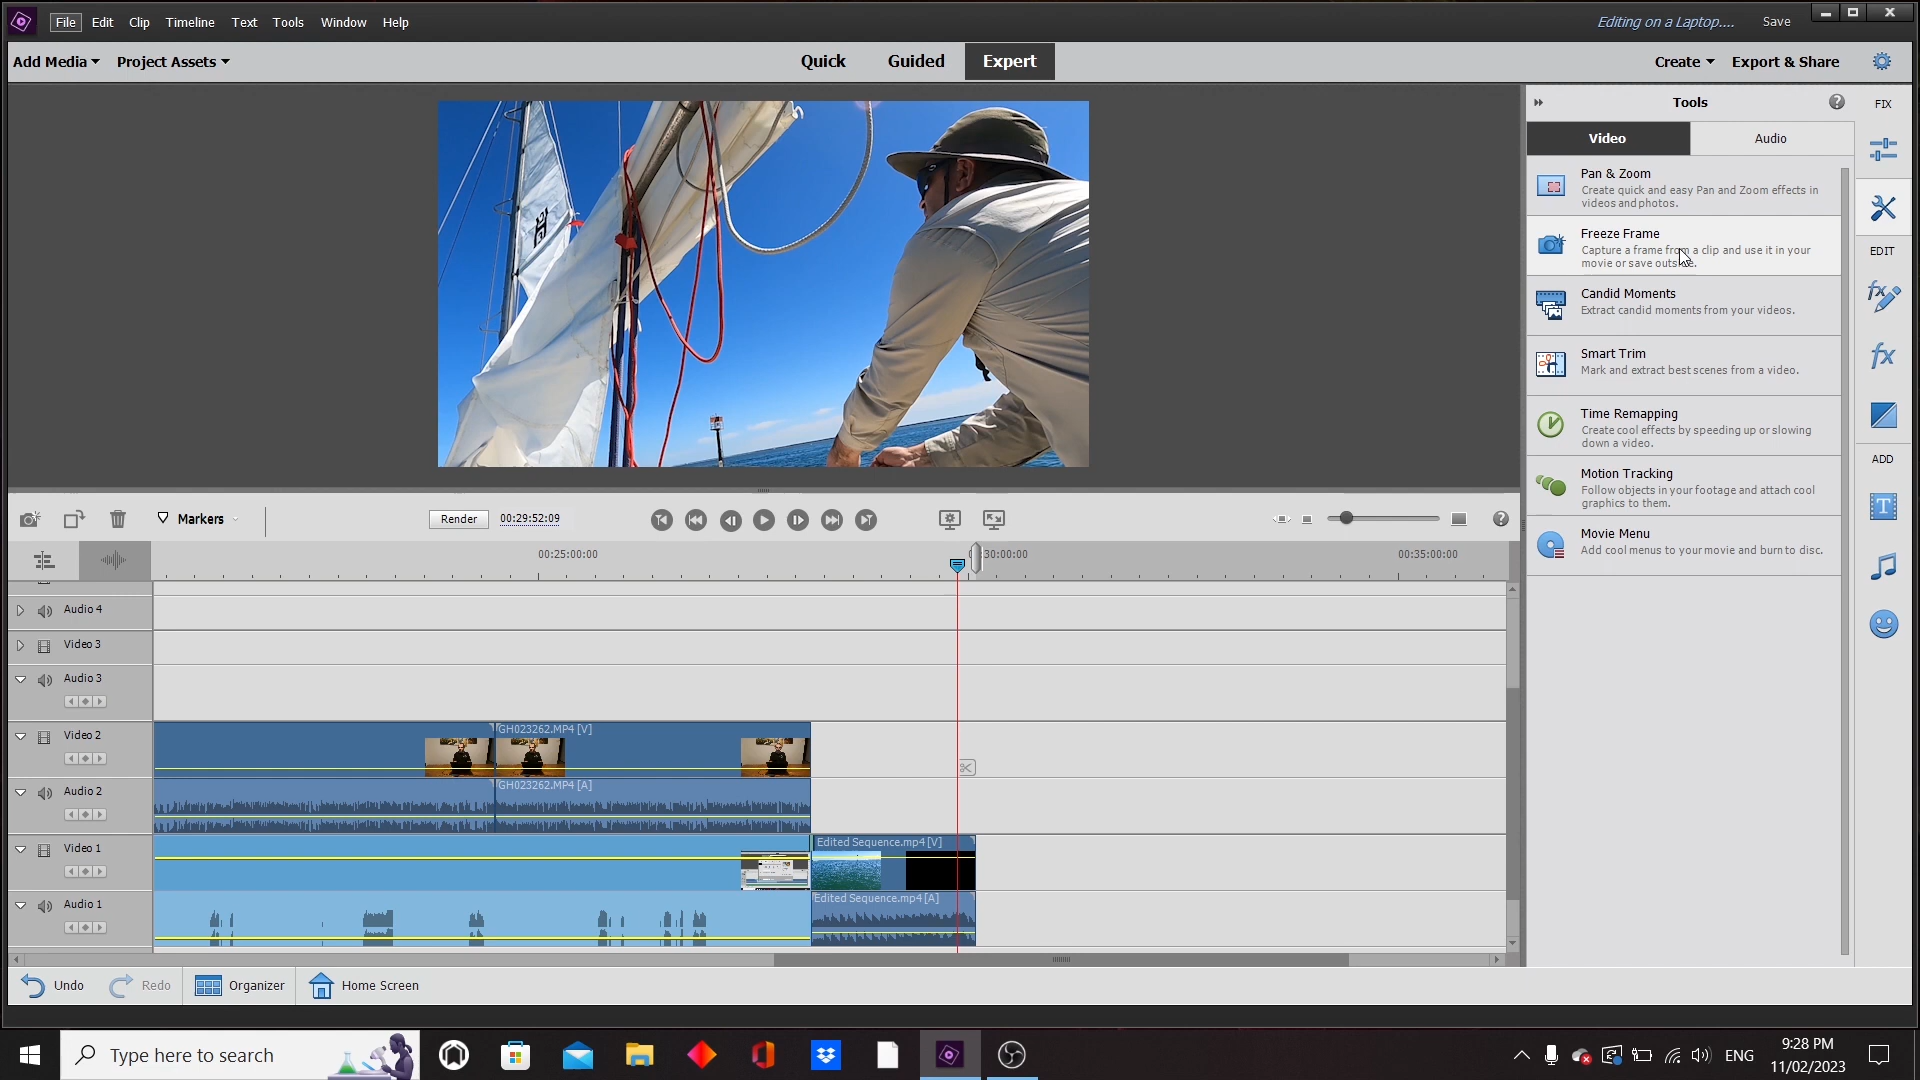 File Edit Clip Timeline Text Tools Window Help
Editing on a Laptop.... Save
Add Media Project Assets
Quick Guided Expert
Create Export & Share
Tools
FIX
Video Audio
Pan & Zoom
Create quick and easy Pan and Zoom effects in
videos and photos.
Freeze Frame
Capture a frame from a clip and use it in your
movie or save outside.
EDIT
Candid Moments
Extract candid moments from your videos.
Smart Trim
Mark and extract best scenes from a video.
Time Remapping
Create cool effects by speeding up or slowing
down a video.
ADD
Motion Tracking
Follow objects in your footage and attach cool
graphics to them.
Movie Menu
Add cool menus to your movie and burn to disc.
Markers
Render 00:29:52:09
00:25:00:00 00:30:00:00 00:35:00:00
Audio 4
Video 3
Audio 3
Video 2
GH023262.MP4 [V]
Audio 2
GH023262.MP4 [A]
Video 1
Edited Sequence.mp4 [V]
Audio 1
Edited Sequence.mp4 [A]
Undo Redo Organizer Home Screen
Type here to search
ENG
9:28 PM
11/02/2023